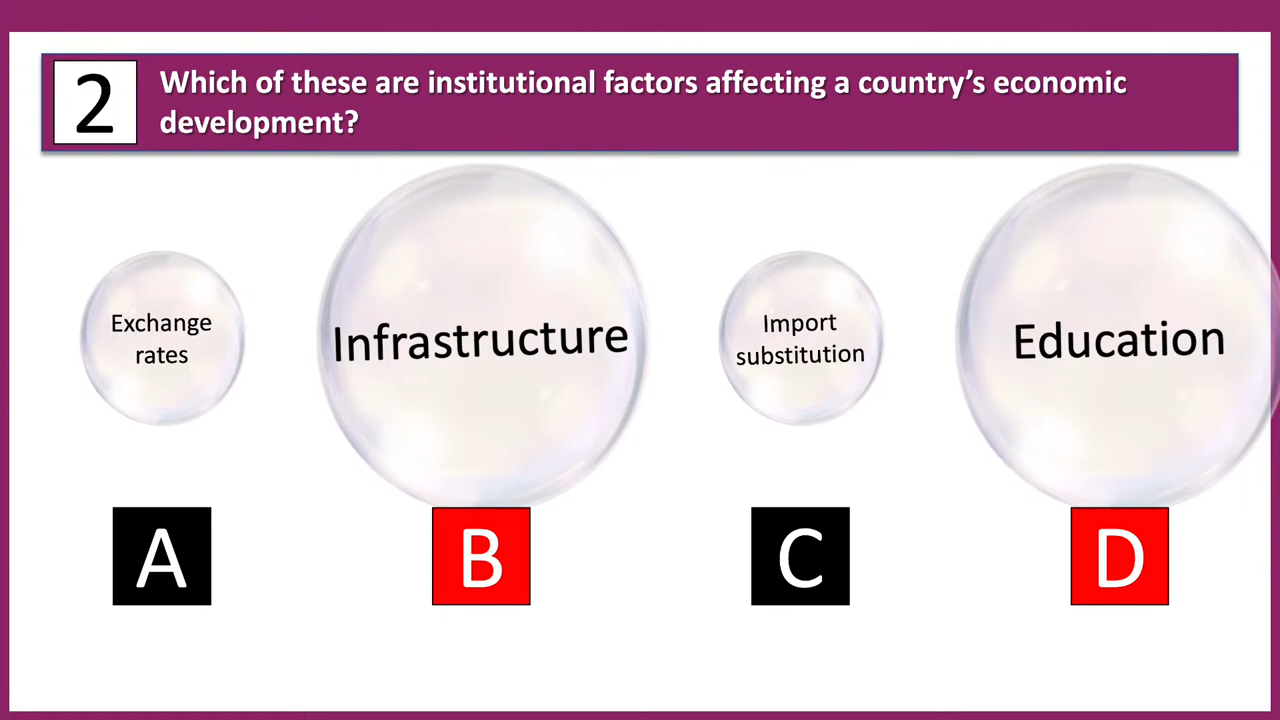 2
Which of these are institutional factors affecting a country’s economic
development?
Exchange
rates
Infrastructure
Import
substitution
Education
A
B
C
D